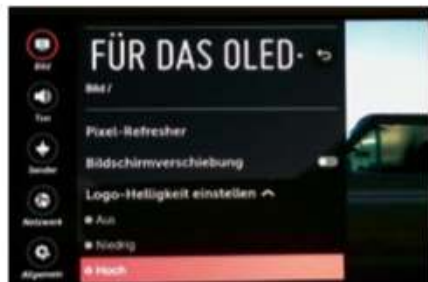 Bild
FÜR DAS OLED-
Bild /
Ton
Pixel-Refresher
Bildschirmverschiebung
Sender
Logo-Helligkeit einstellen
Aus
Netzwerk
Niedrig
Allgemein
Hoch